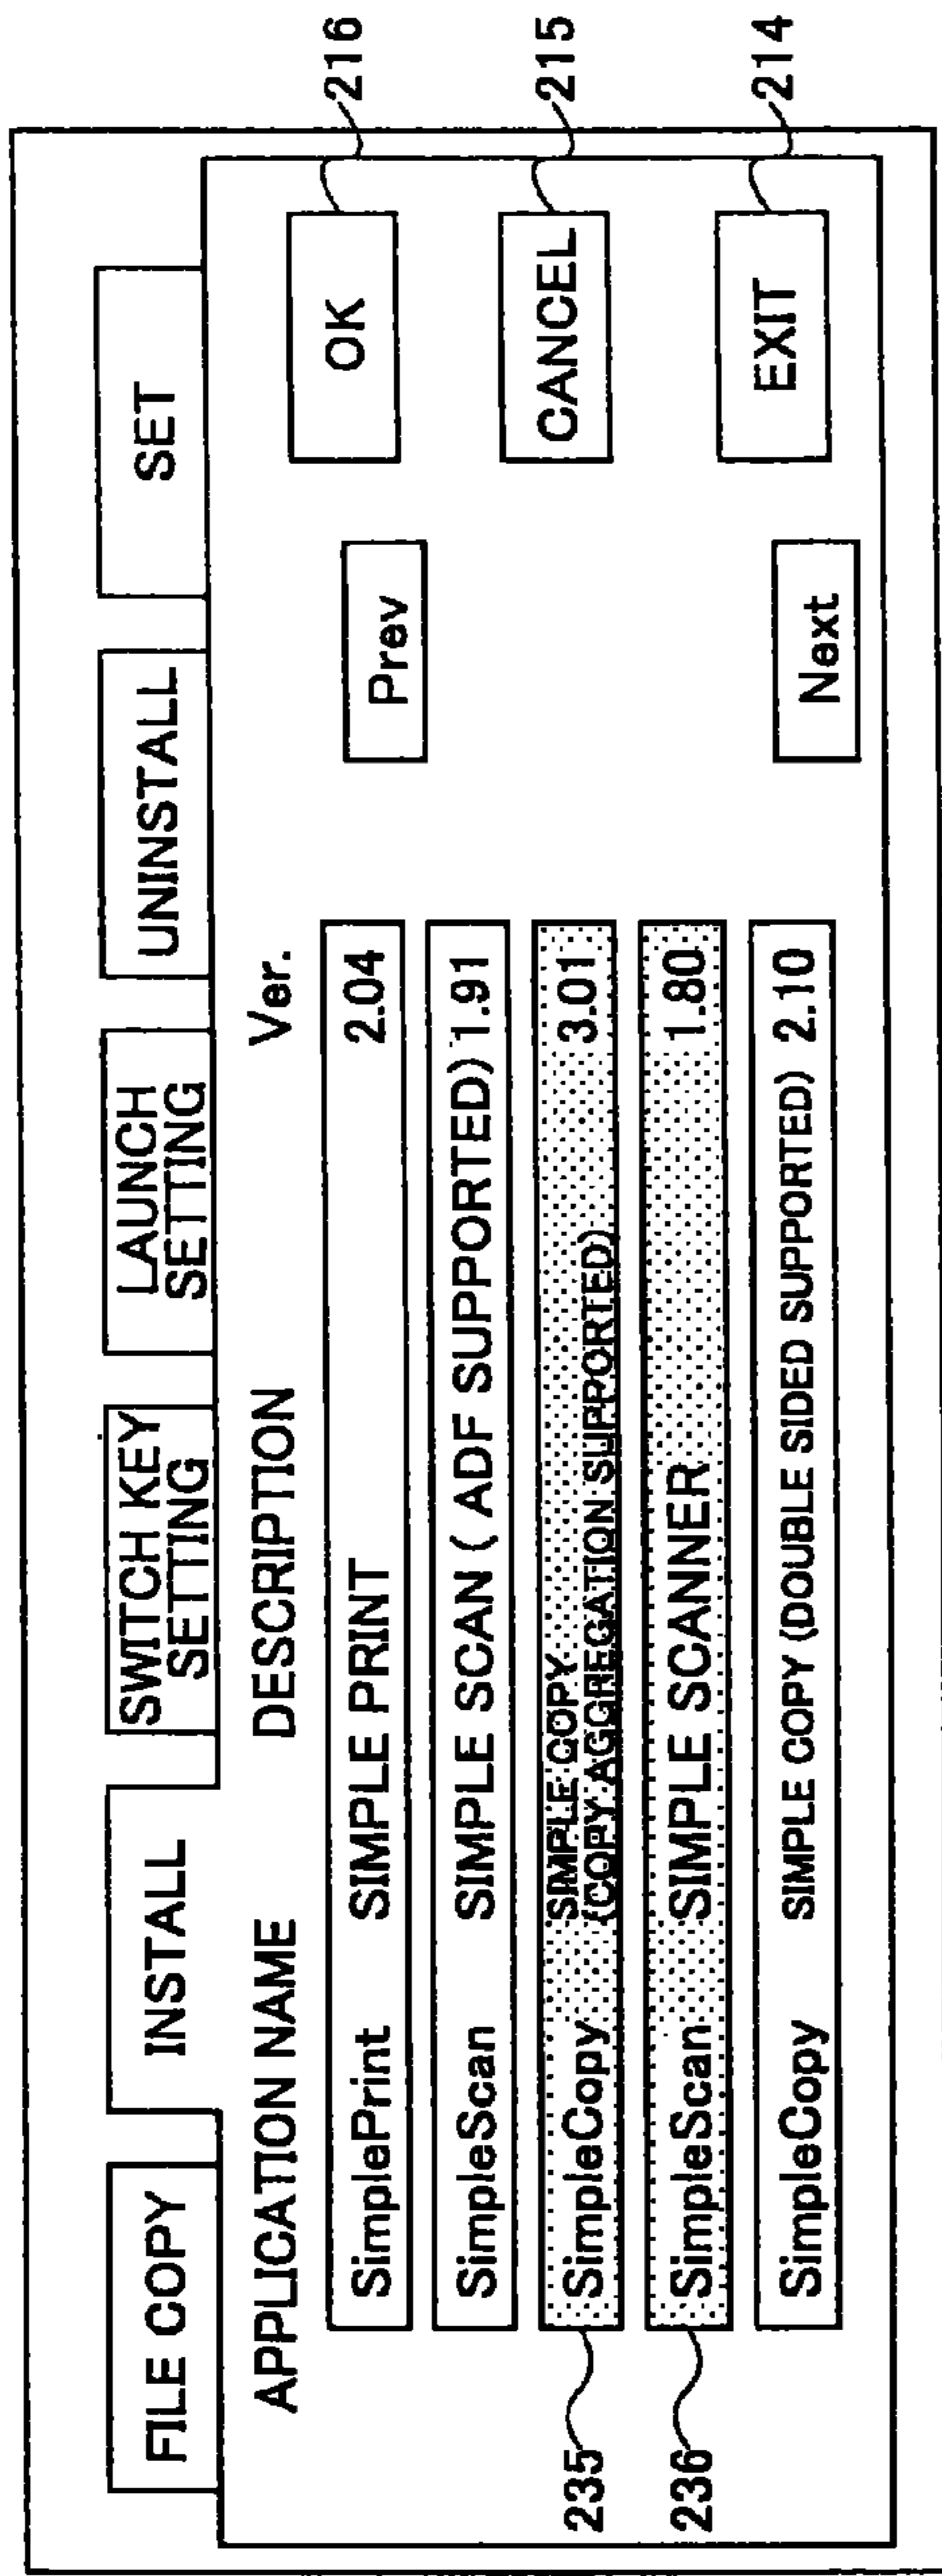 FILE COPY
INSTALL
SWITCH KEY
SETTING
LAUNCH
SETTING
UNINSTALL
SET
APPLICATION NAME DESCRIPTION Ver.
SimplePrint SIMPLE PRINT 2.04
SimpleScan SIMPLE SCAN ( ADF SUPPORTED) 1.91
235
SimpleCopy SIMPLE COPY
(COPY AGGREGATION SUPPORTED) 3.01
236
SimpleScan SIMPLE SCANNER 1.80
SimpleCopy SIMPLE COPY (DOUBLE SIDED SUPPORTED) 2.10
Prev
Next
OK
216
CANCEL
215
EXIT
214